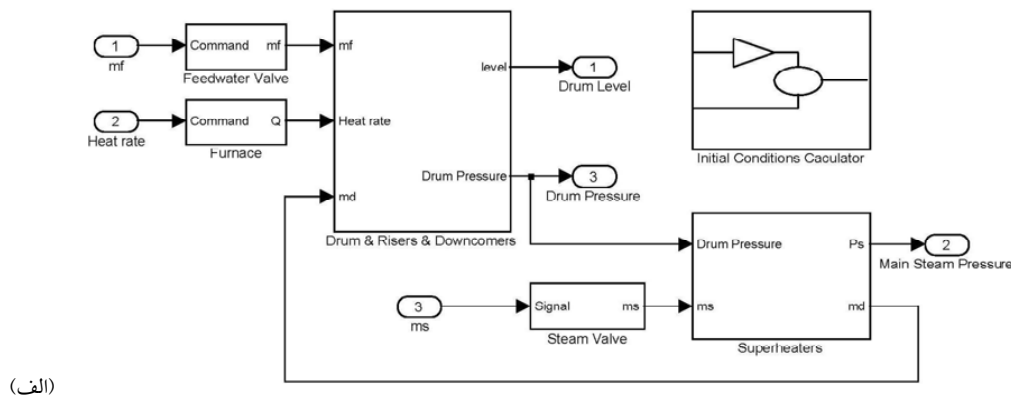 1
mf
Command
mf
Feedwater Valve
2
Heat rate
Command
Q
Furnace
mf
Heat rate
md
level
Drum Pressure
Drum & Risers & Downcomers
1
Drum Level
3
Drum Pressure
Initial Conditions Caculator
3
ms
Signal
ms
Steam Valve
Drum Pressure
ms
Ps
md
Superheaters
2
Main Steam Pressure
(الف)